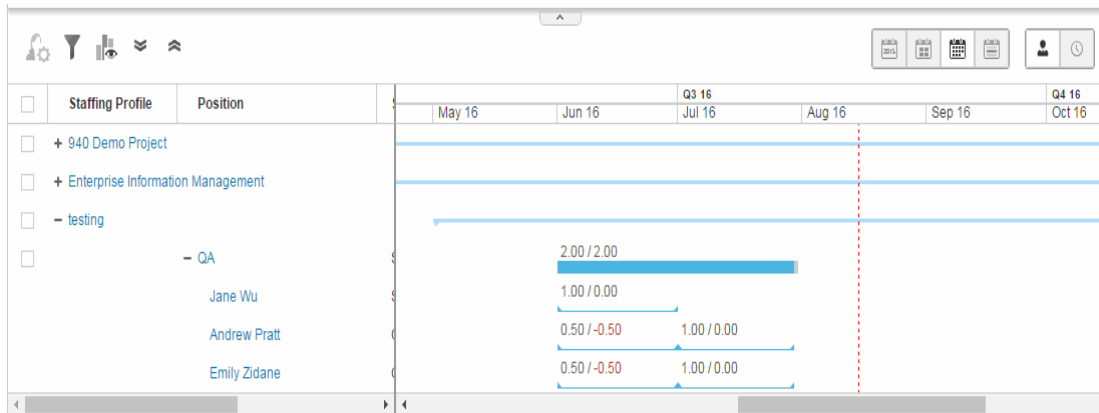 2015
Staffing Profile Position
Q3 16 Q4 16
May 16 Jun 16 Jul 16 Aug 16 Sep 16 Oct 16
+ 940 Demo Project
+ Enterprise Information Management
− testing
− QA 2.00 / 2.00
Jane Wu 1.00 / 0.00
Andrew Pratt 0.50 / -0.50 1.00 / 0.00
Emily Zidane 0.50 / -0.50 1.00 / 0.00